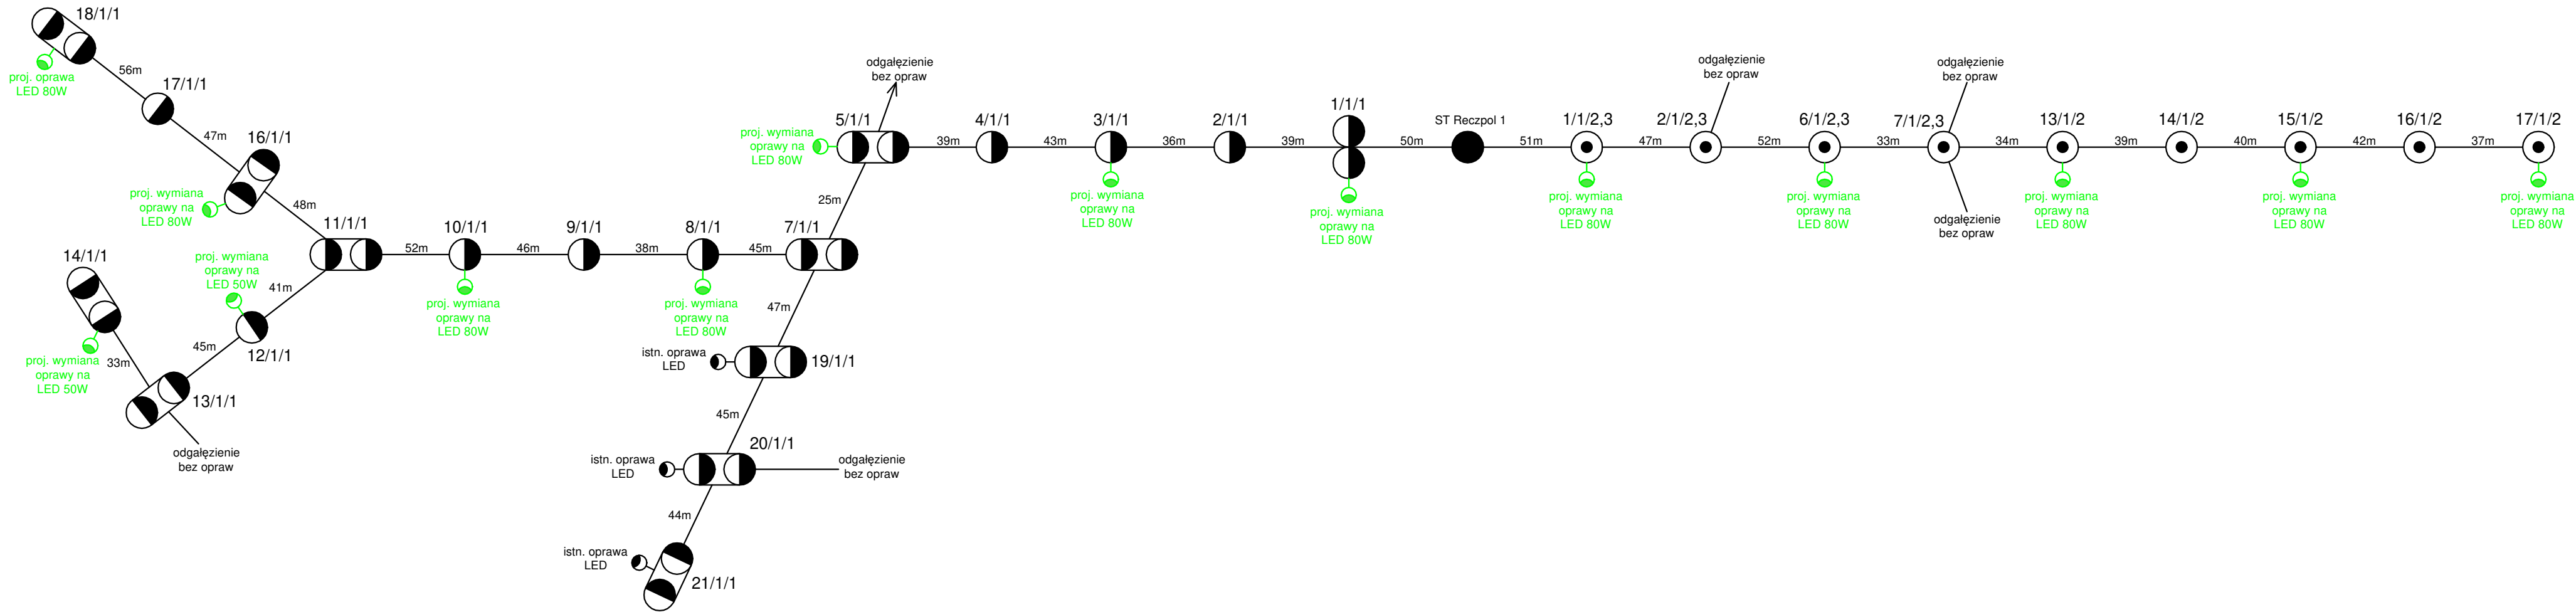 18/1/1
proj. oprawa
LED 80W
56m
17/1/1
47m
16/1/1
proj. wymiana
oprawy na
LED 80W
48m
11/1/1
52m
10/1/1
proj. wymiana
oprawy na
LED 80W
46m
9/1/1
38m
8/1/1
proj. wymiana
oprawy na
LED 80W
45m
7/1/1
14/1/1
proj. wymiana
oprawy na
LED 50W
33m
proj. wymiana
oprawy na
LED 50W
41m
12/1/1
45m
13/1/1
odgałęzienie
bez opraw
odgałęzienie
bez opraw
proj. wymiana
oprawy na
LED 80W
5/1/1
25m
47m
istn. oprawa
LED
19/1/1
45m
istn. oprawa
LED
20/1/1
odgałęzienie
bez opraw
44m
istn. oprawa
LED
21/1/1
39m
4/1/1
43m
3/1/1
proj. wymiana
oprawy na
LED 80W
36m
2/1/1
39m
1/1/1
proj. wymiana
oprawy na
LED 80W
50m
ST Reczpol 1
51m
1/1/2,3
proj. wymiana
oprawy na
LED 80W
47m
odgałęzienie
bez opraw
2/1/2,3
52m
6/1/2,3
proj. wymiana
oprawy na
LED 80W
33m
odgałęzienie
bez opraw
7/1/2,3
odgałęzienie
bez opraw
34m
13/1/2
proj. wymiana
oprawy na
LED 80W
39m
14/1/2
40m
15/1/2
proj. wymiana
oprawy na
LED 80W
42m
16/1/2
37m
17/1/2
proj. wymiana
oprawy na
LED 80W